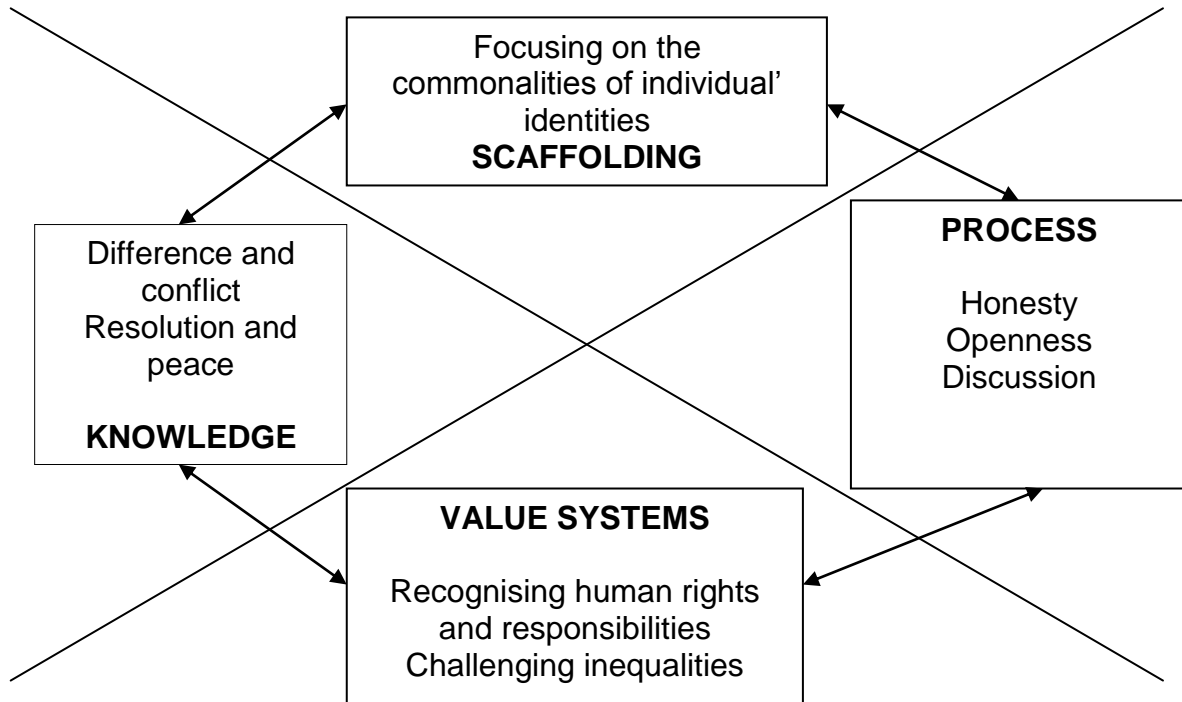 Focusing on the
commonalities of individual’
identities
SCAFFOLDING
Difference and
conflict
Resolution and
peace
KNOWLEDGE
PROCESS
Honesty
Openness
Discussion
VALUE SYSTEMS
Recognising human rights
and responsibilities
Challenging inequalities